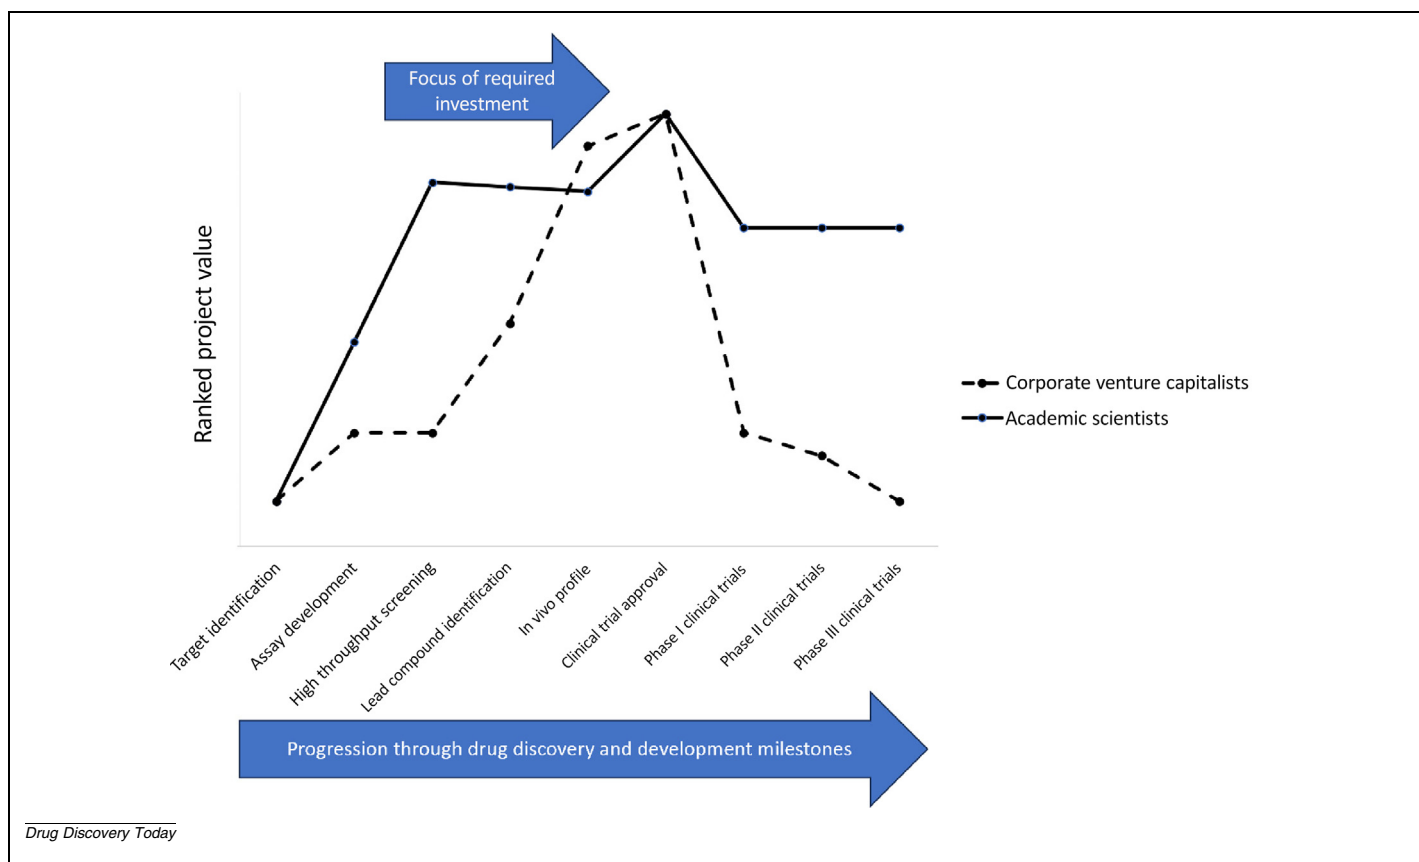 Focus of required
investment
Ranked project value
Corporate venture capitalists
Academic scientists
Target identification
Assay development
High throughput screening
Lead compound identification
In vivo profile
Clinical trial approval
Phase I clinical trials
Phase II clinical trials
Phase III clinical trials
Progression through drug discovery and development milestones
Drug Discovery Today